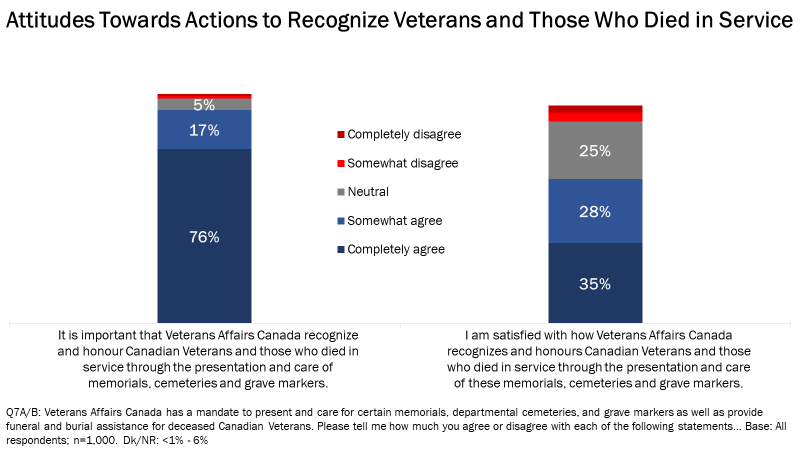 Attitudes Towards Actions to Recognize Veterans and Those Who Died in Service
5%
17%
76%
Completely disagree
Somewhat disagree
Neutral
Somewhat agree
Completely agree
25%
28%
35%
It is important that Veterans Affairs Canada recognize
and honour Canadian Veterans and those who died in
service through the presentation and care of
memorials, cemeteries and grave markers.
I am satisfied with how Veterans Affairs Canada
recognizes and honours Canadian Veterans and those
who died in service through the presentation and care
of these memorials, cemeteries and grave markers.
Q7A/B: Veterans Affairs Canada has a mandate to present and care for certain memorials, departmental cemeteries, and grave markers as well as provide
funeral and burial assistance for deceased Canadian Veterans. Please tell me how much you agree or disagree with each of the following statements... Base: All
respondents; n=1,000. Dk/NR: <1% - 6%